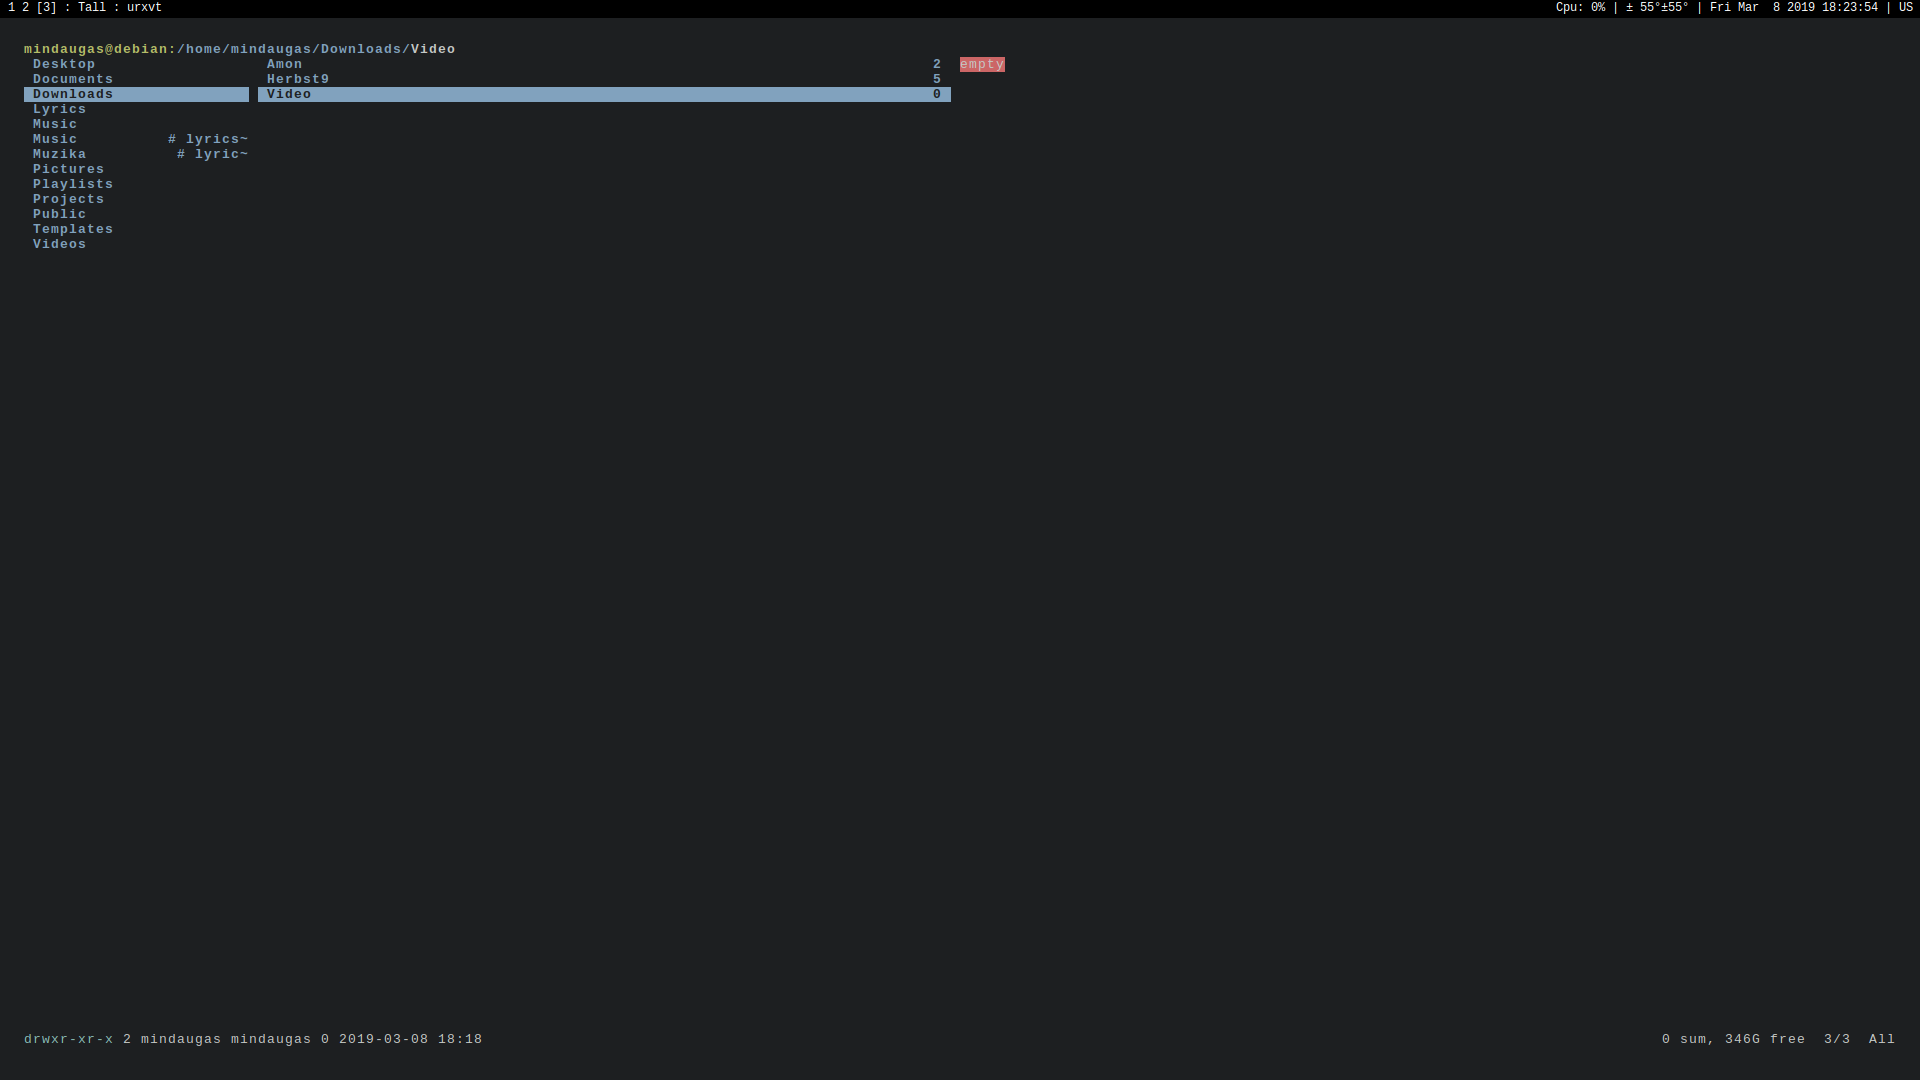 1 2 [3] : Tall : urxvt Cpu: 0% | ± 55°±55° | Fri Mar  8 2019 18:23:54 | US
mindaugas@debian:/home/mindaugas/Downloads/Video
Desktop Amon 2 empty
Documents Herbst9 5
Downloads Video 0
Lyrics
Music
Music # lyrics~
Muzika # lyric~
Pictures
Playlists
Projects
Public
Templates
Videos
drwxr-xr-x 2 mindaugas mindaugas 0 2019-03-08 18:18 0 sum, 346G free  3/3  All